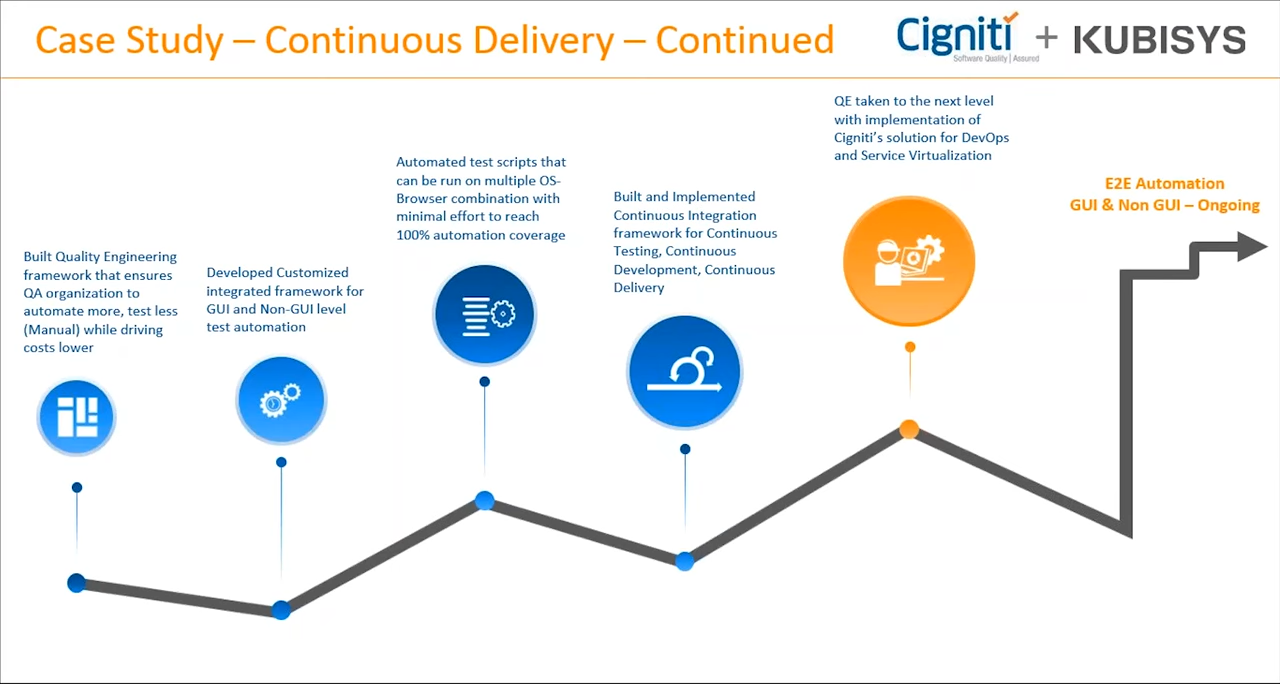 Case Study – Continuous Delivery – Continued
Cigniti + KUBISYS
Software Quality | Assured
Built Quality Engineering
framework that ensures
QA organization to
automate more, test less
(Manual) while driving
costs lower
Developed Customized
integrated framework for
GUI and Non-GUI level
test automation
Automated test scripts that
can be run on multiple OS-
Browser combination with
minimal effort to reach
100% automation coverage
Built and Implemented
Continuous Integration
framework for Continuous
Testing, Continuous
Development, Continuous
Delivery
QE taken to the next level
with implementation of
Cigniti’s solution for DevOps
and Service Virtualization
E2E Automation
GUI & Non GUI – Ongoing